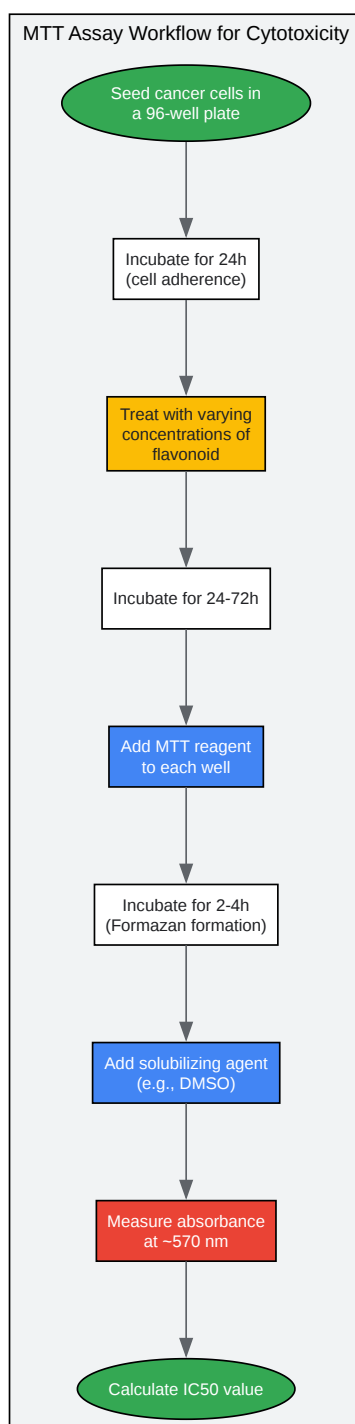 MTT Assay Workflow for Cytotoxicity
Seed cancer cells in
a 96-well plate
Incubate for 24h
(cell adherence)
Treat with varying
concentrations of
flavonoid
Incubate for 24-72h
Add MTT reagent
to each well
Incubate for 2-4h
(Formazan formation)
Add solubilizing agent
(e.g., DMSO)
Measure absorbance
at ~570 nm
Calculate IC50 value